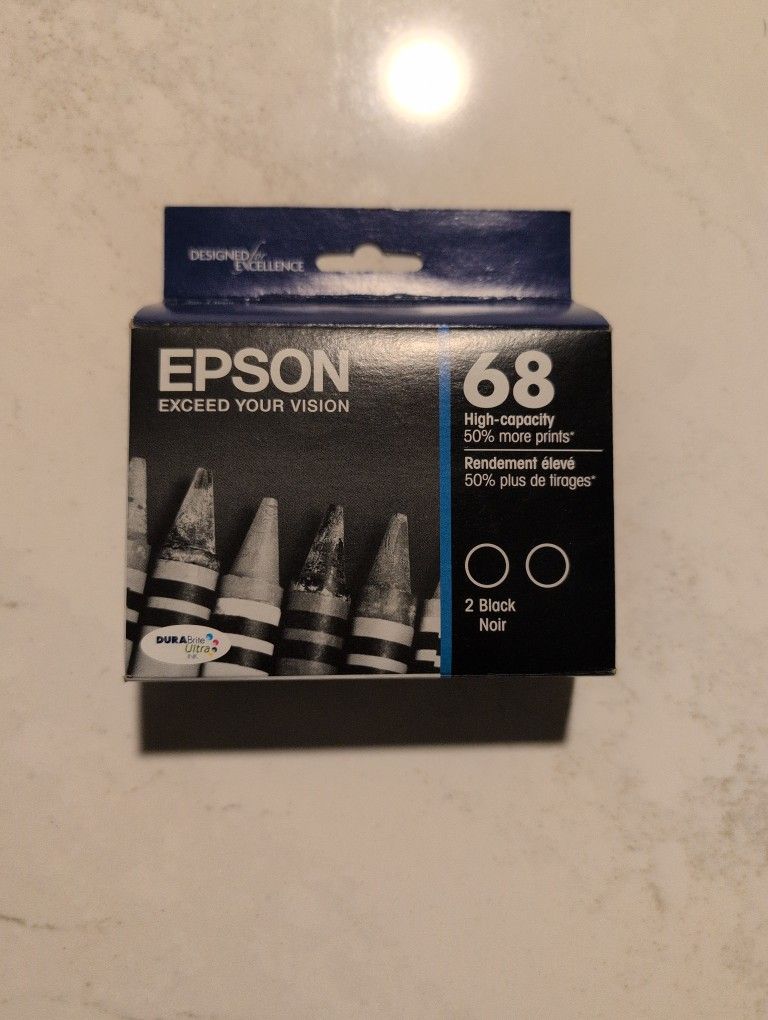 DESIGNED for
EXCELLENCE
EPSON
EXCEED YOUR VISION
68
High-capacity
50% more prints*
Rendement élevé
50% plus de tirages*
2 Black
Noir
DURABrite
Ultra
INK